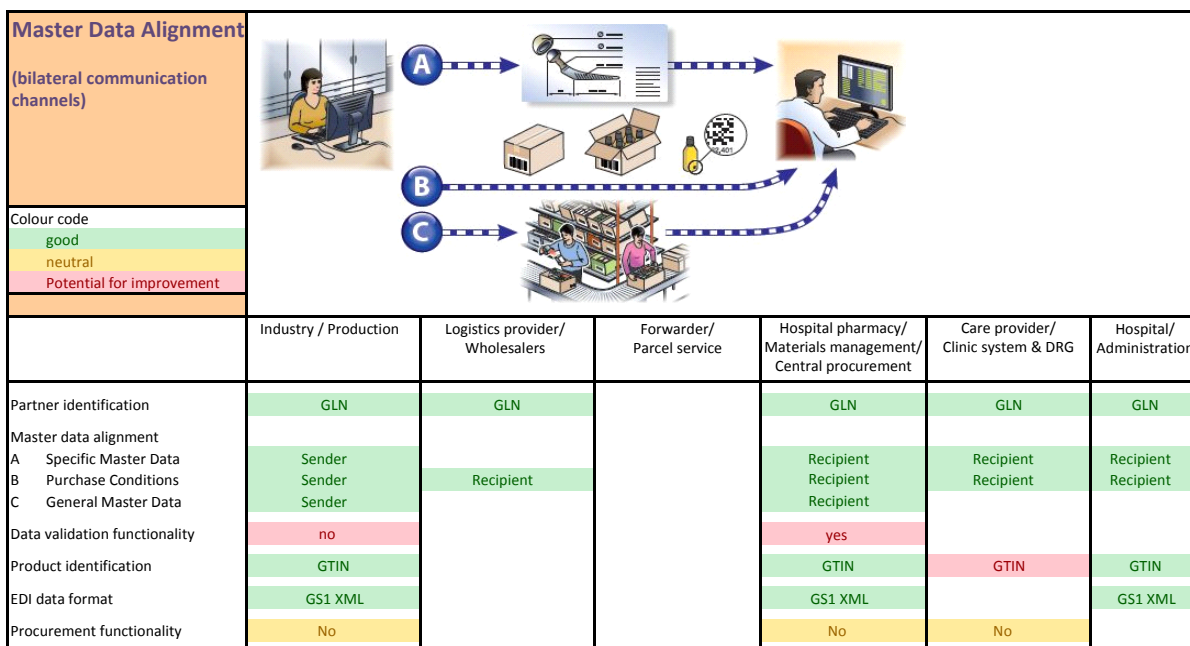 Master Data Alignment
(bilateral communication
channels)
A
B
C
Colour code
good
neutral
Potential for improvement
Industry / Production
Logistics provider/
Wholesalers
Forwarder/
Parcel service
Hospital pharmacy/
Materials management/
Central procurement
Care provider/
Clinic system & DRG
Hospital/
Administration
Partner identification GLN GLN GLN GLN GLN
Master data alignment
A Specific Master Data Sender Recipient Recipient Recipient
B Purchase Conditions Sender Recipient Recipient Recipient Recipient
C General Master Data Sender Recipient
Data validation functionality no yes
Product identification GTIN GTIN GTIN GTIN
EDI data format GS1 XML GS1 XML GS1 XML
Procurement functionality No No No